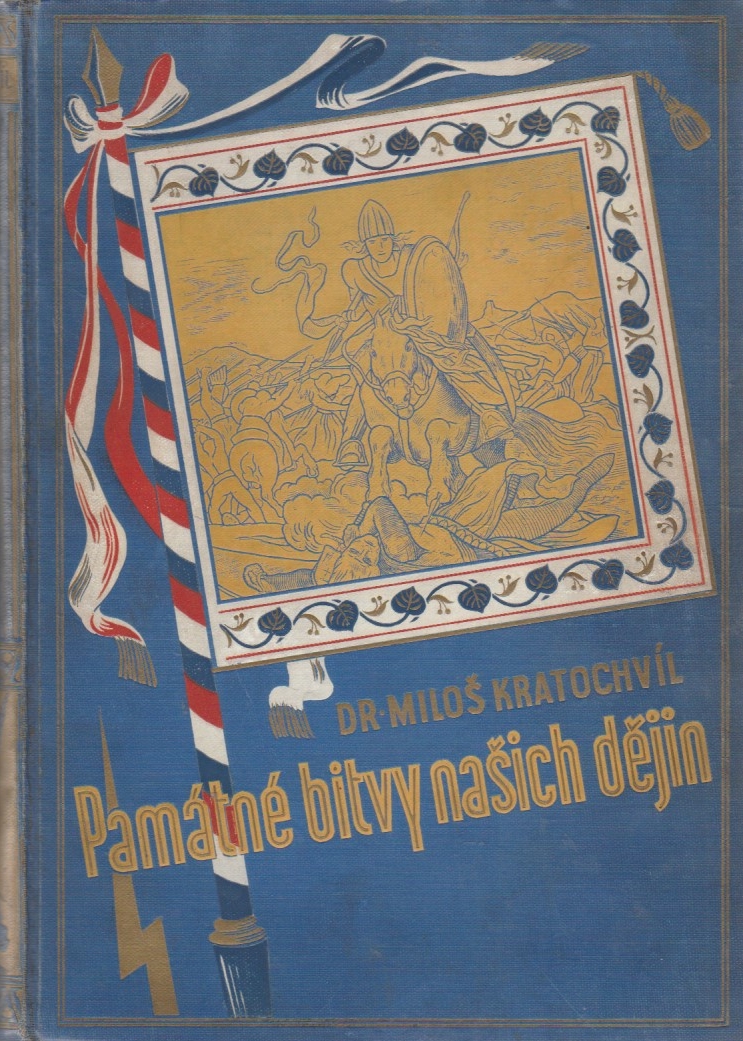 DR·MILOŠ KRATOCHVÍL
Památné bitvy našich dějin